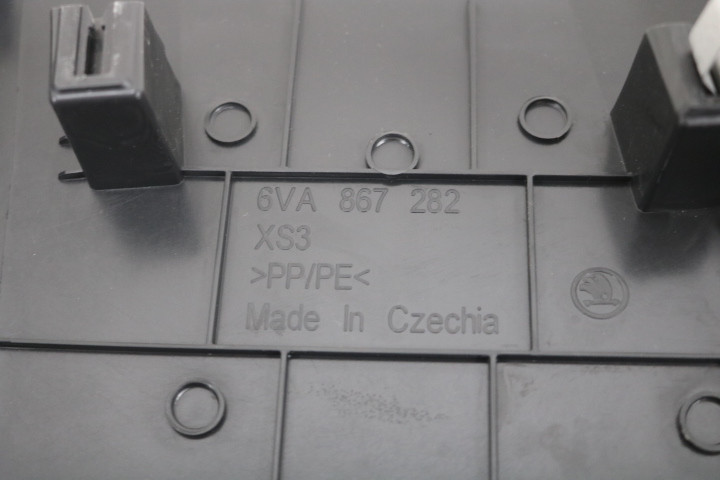 6VA 867 282
XS3
>PP/PE<
Made In Czechia